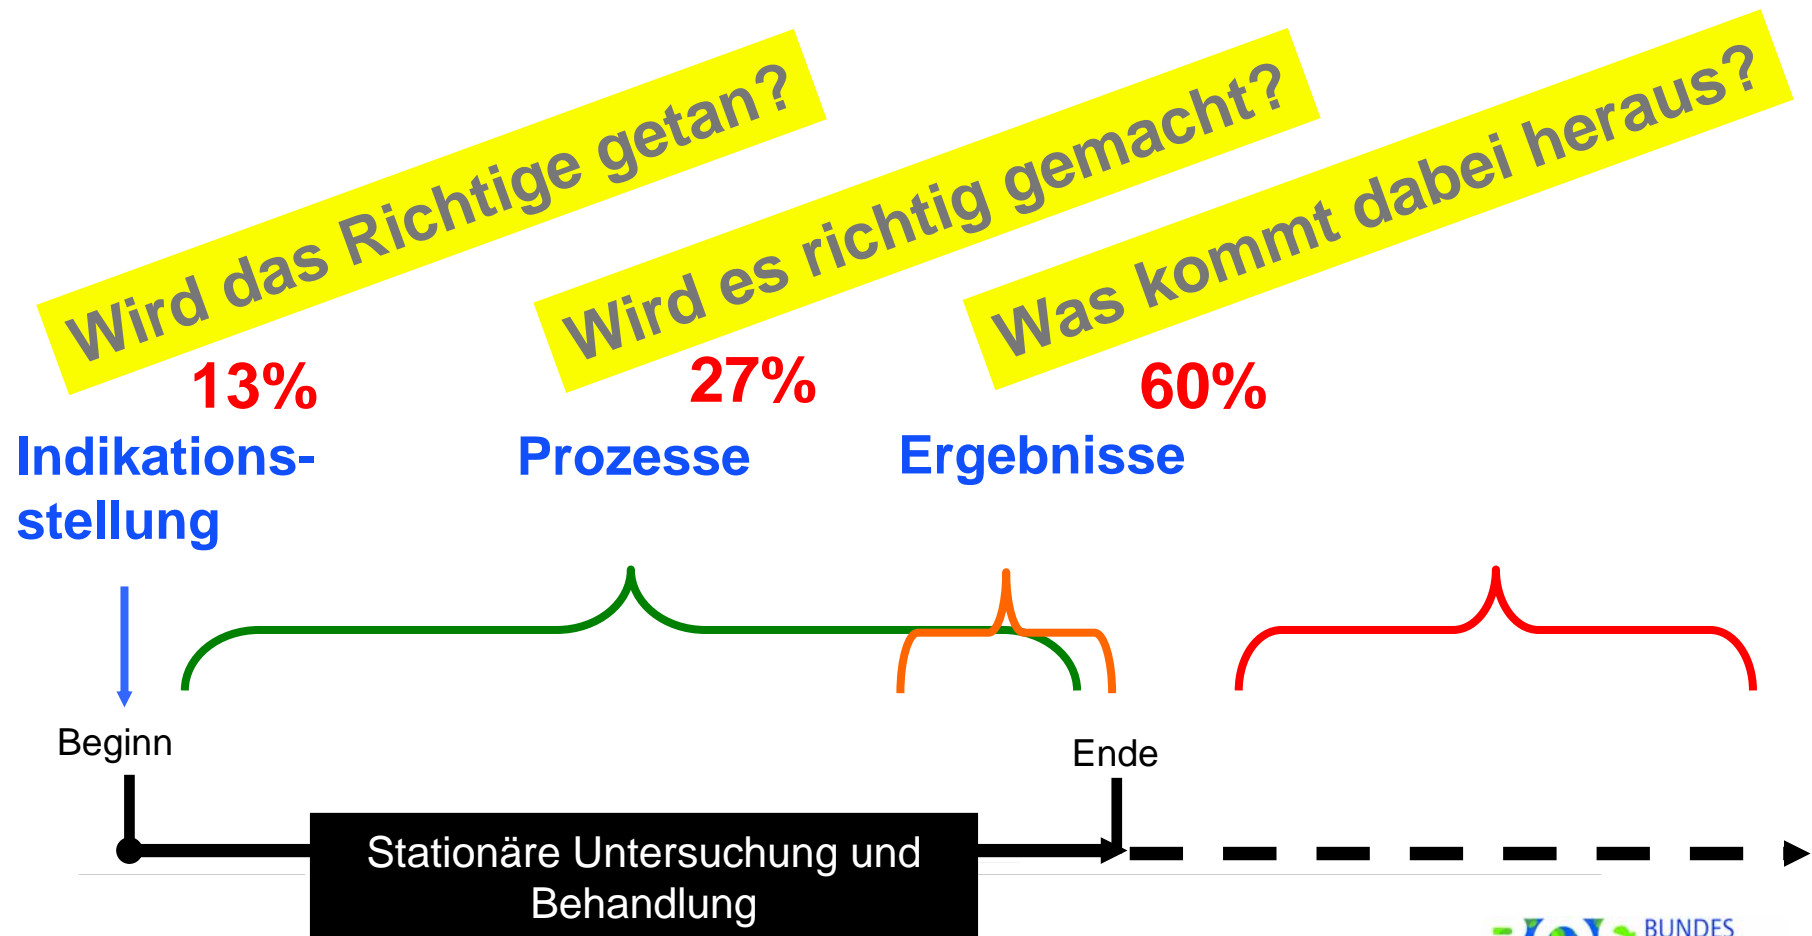 Wird das Richtige getan?
Wird es richtig gemacht?
Was kommt dabei heraus?
13%
27%
60%
Indikations-
stellung
Prozesse
Ergebnisse
Beginn
Ende
Stationäre Untersuchung und
Behandlung
BUNDES